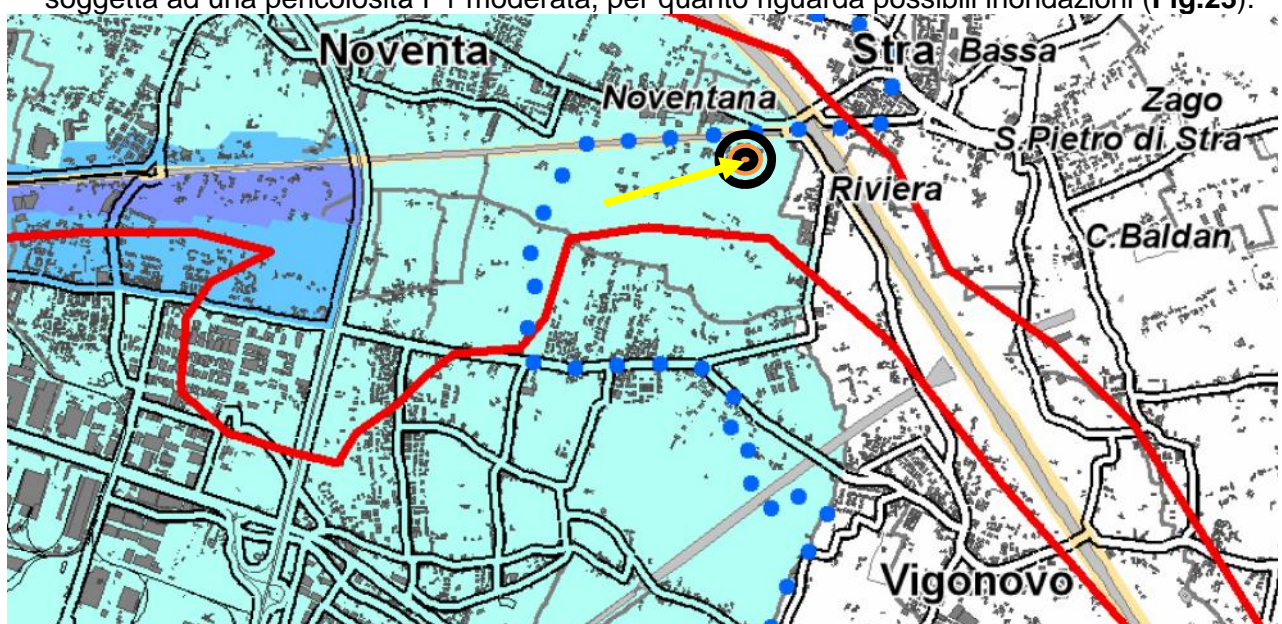 soggetta ad una pericolosità P1 moderata, per quanto riguarda possibili inondazioni (Fig.25).
Noventa
Stra Bassa
Noventana
Zago
S.Pietro di Stra
Riviera
C.Baldan
Vigonovo